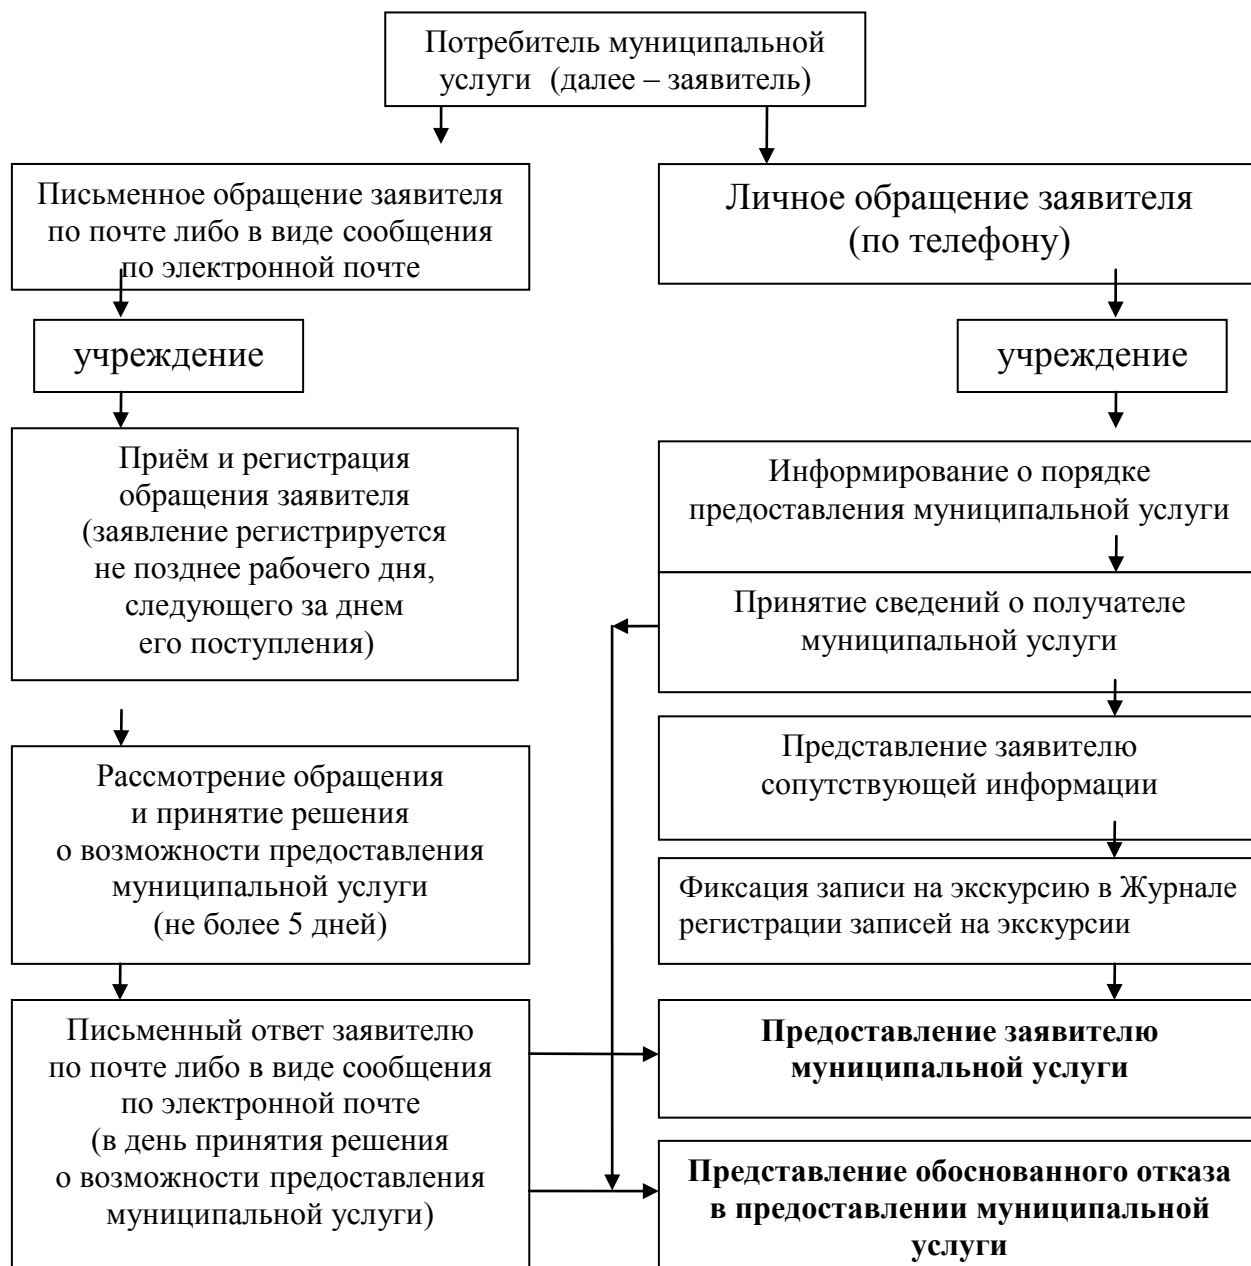 Потребитель муниципальной
услуги (далее – заявитель)
Письменное обращение заявителя
по почте либо в виде сообщения
по электронной почте
Личное обращение заявителя
(по телефону)
учреждение
учреждение
Приём и регистрация
обращения заявителя
(заявление регистрируется
не позднее рабочего дня,
следующего за днем
его поступления)
Информирование о порядке
предоставления муниципальной услуги
Принятие сведений о получателе
муниципальной услуги
Представление заявителю
сопутствующей информации
Рассмотрение обращения
и принятие решения
о возможности предоставления
муниципальной услуги
(не более 5 дней)
Фиксация записи на экскурсию в Журнале
регистрации записей на экскурсии
Письменный ответ заявителю
по почте либо в виде сообщения
по электронной почте
(в день принятия решения
о возможности предоставления
муниципальной услуги)
Предоставление заявителю
муниципальной услуги
Представление обоснованного отказа
в предоставлении муниципальной
услуги